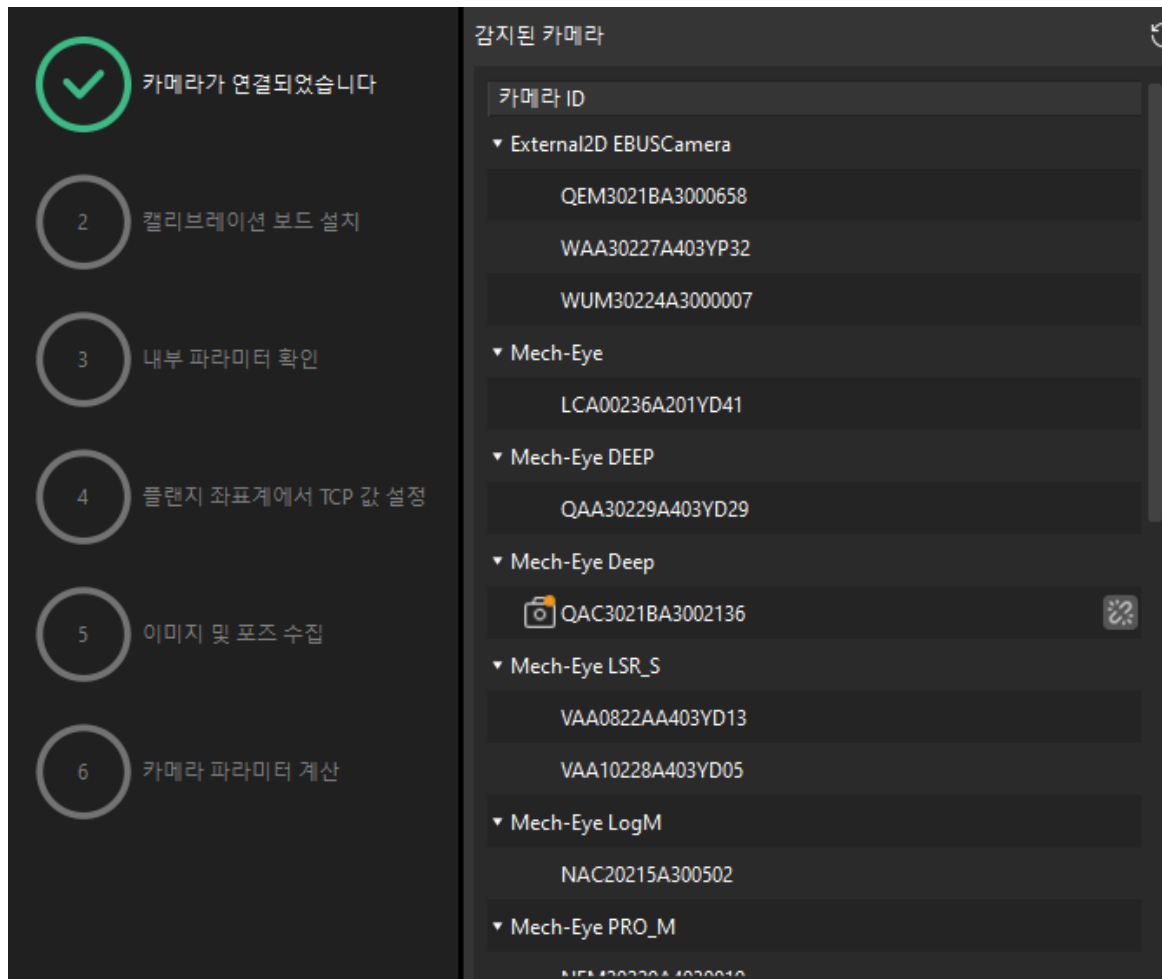 카메라가 연결되었습니다
2
캘리브레이션 보드 설치
3
내부 파라미터 확인
4
플랜지 좌표계에서 TCP 값 설정
5
이미지 및 포즈 수집
6
카메라 파라미터 계산
감지된 카메라
카메라 ID
External2D EBUSCamera
QEM3021BA3000658
WAA30227A403YP32
WUM30224A3000007
Mech-Eye
LCA00236A201YD41
Mech-Eye DEEP
QAA30229A403YD29
Mech-Eye Deep
QAC3021BA3002136
Mech-Eye LSR_S
VAA0822AA403YD13
VAA10228A403YD05
Mech-Eye LogM
NAC20215A300502
Mech-Eye PRO_M